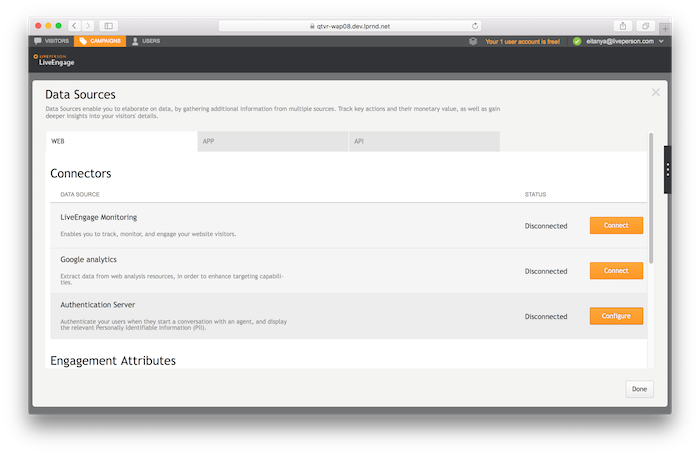 qtvr-wap08.dev.lprnd.net
VISITORS CAMPAIGNS USERS Your 1 user account is free! eitanya@liveperson.com
LIVEPERSON
LiveEngage
Data Sources
Data Sources enable you to elaborate on data, by gathering additional information from multiple sources. Track key actions and their monetary value, as well as gain
deeper insights into your visitors' details.
WEB APP API
Connectors
DATA SOURCE STATUS
LiveEngage Monitoring
Enables you to track, monitor, and engage your website visitors.
Disconnected Connect
Google analytics
Extract data from web analysis resources, in order to enhance targeting capabili-
ties.
Disconnected Connect
Authentication Server
Authenticate your users when they start a conversation with an agent, and display
the relevant Personally Identifiable Information (PII).
Disconnected Configure
Engagement Attributes
Done